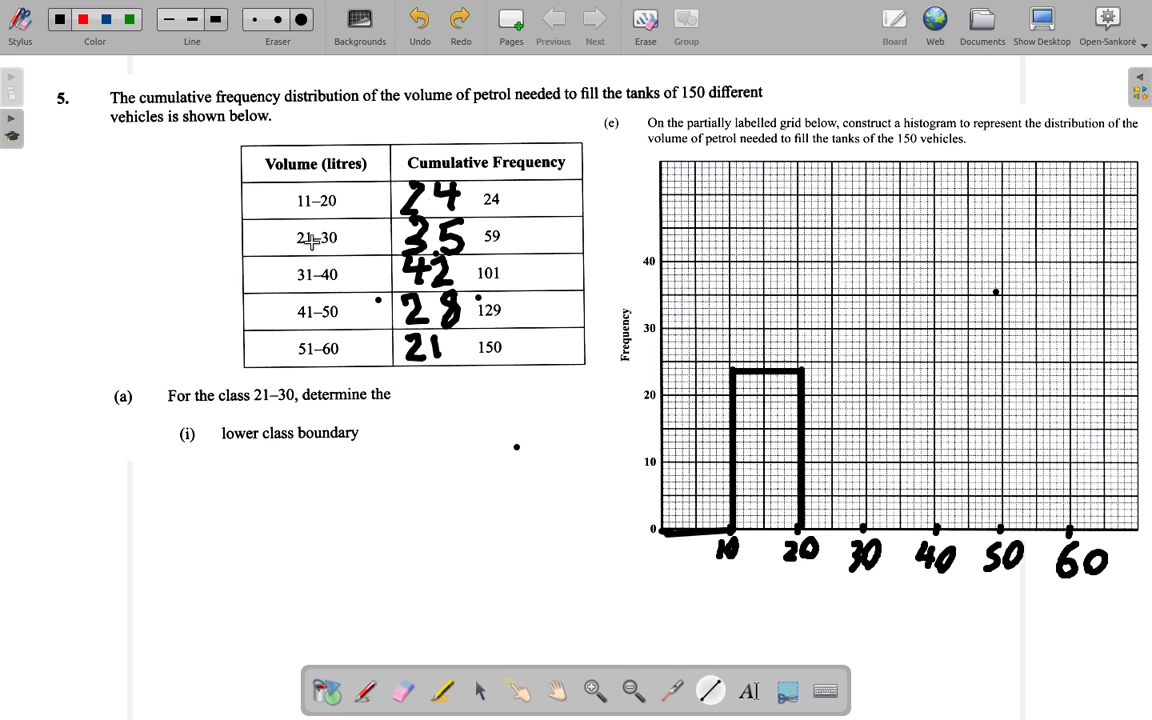 Stylus Color Line Eraser Backgrounds Undo Redo Pages Previous Next Erase Group Board Web Documents Show Desktop Open-Sankoré
5. The cumulative frequency distribution of the volume of petrol needed to fill the tanks of 150 different
vehicles is shown below.
Volume (litres) Cumulative Frequency
11–20 24 24
21–30 35 59
31–40 42 101
41–50 28 129
51–60 21 150
(a) For the class 21–30, determine the
(i) lower class boundary
(e) On the partially labelled grid below, construct a histogram to represent the distribution of the
volume of petrol needed to fill the tanks of the 150 vehicles.
Frequency
40
30
20
10
0
10 20 30 40 50 60
AI